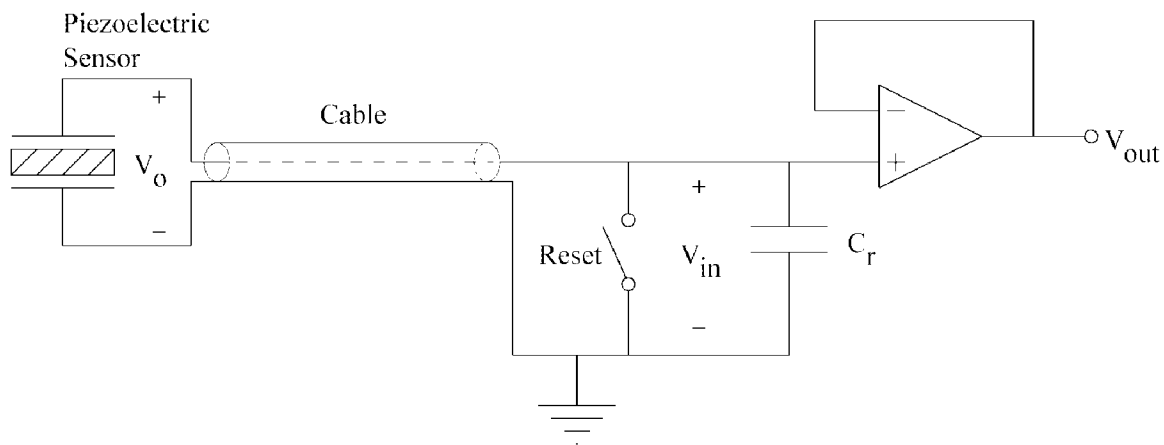 Piezoelectric
Sensor
Cable
+
V_o
−
−
+
V_out
Reset
+
V_in
−
C_r